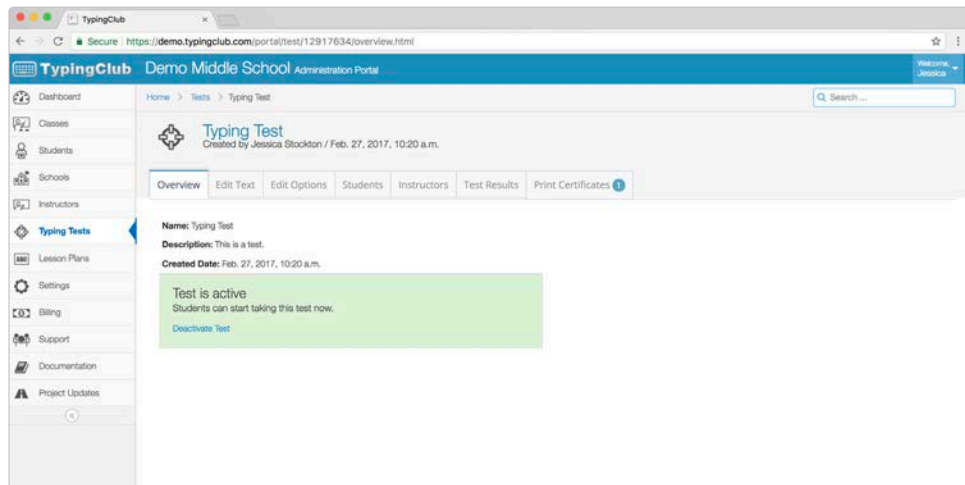 TypingClub
Secure https://demo.typingclub.com/portal/test/12917634/overview.html
TypingClub Demo Middle School Administration Portal
Welcome, Jessica
Dashboard
Classes
Students
Schools
Instructors
Typing Tests
Lesson Plans
Settings
Billing
Support
Documentation
Project Updates
Home > Tests > Typing Test
Search ...
Typing Test
Created by Jessica Stockton / Feb. 27, 2017, 10:20 a.m.
Overview Edit Text Edit Options Students Instructors Test Results Print Certificates 1
Name: Typing Test
Description: This is a test.
Created Date: Feb. 27, 2017, 10:20 a.m.
Test is active
Students can start taking this test now.
Deactivate Test